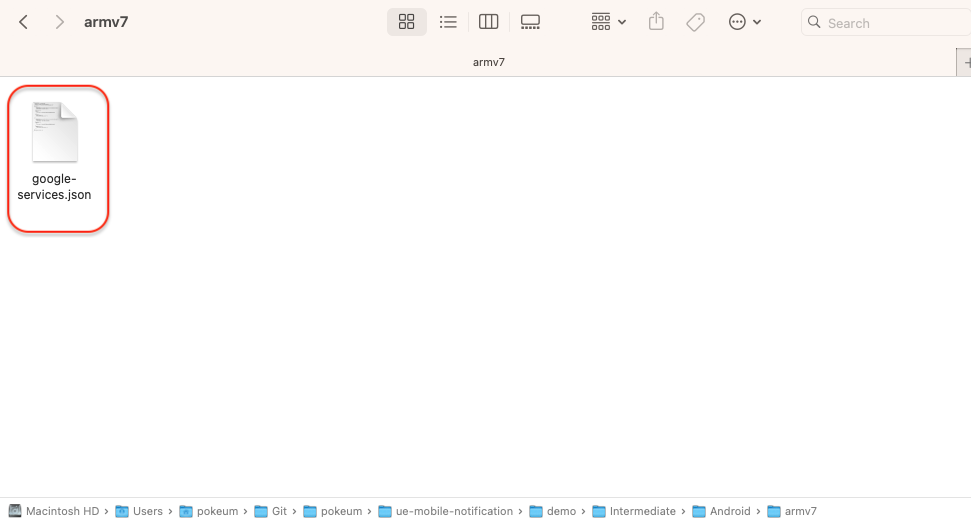 armv7
Search
armv7
google-
services.json
Macintosh HD › Users › pokeum › Git › pokeum › ue-mobile-notification › demo › Intermediate › Android › armv7